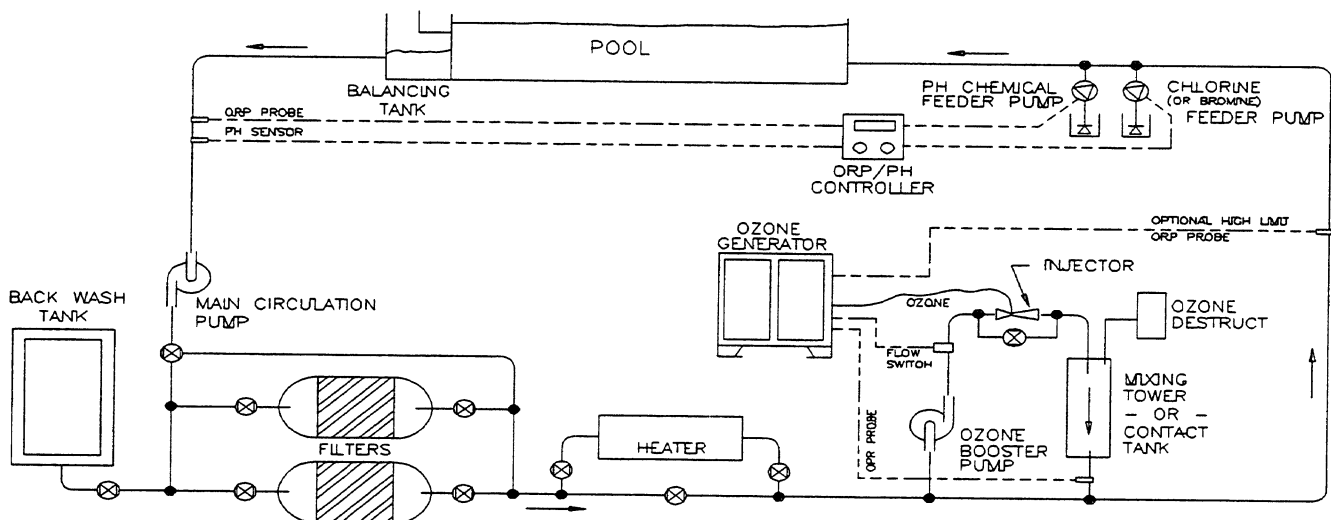 POOL
BALANCING
TANK
PH CHEMICAL
FEEDER PUMP
CHLORINE
(OR BROMINE)
FEEDER PUMP
ORP PROBE
PH SENSOR
ORP/PH
CONTROLLER
OPTIONAL HIGH LIMIT
ORP PROBE
OZONE
GENERATOR
INJECTOR
BACK WASH
TANK
MAIN CIRCULATION
PUMP
OZONE
OZONE
DESTRUCT
FLOW
SWITCH
MIXING
TOWER
- OR -
CONTACT
TANK
FILTERS
HEATER
OPR PROBE
OZONE
BOOSTER
PUMP